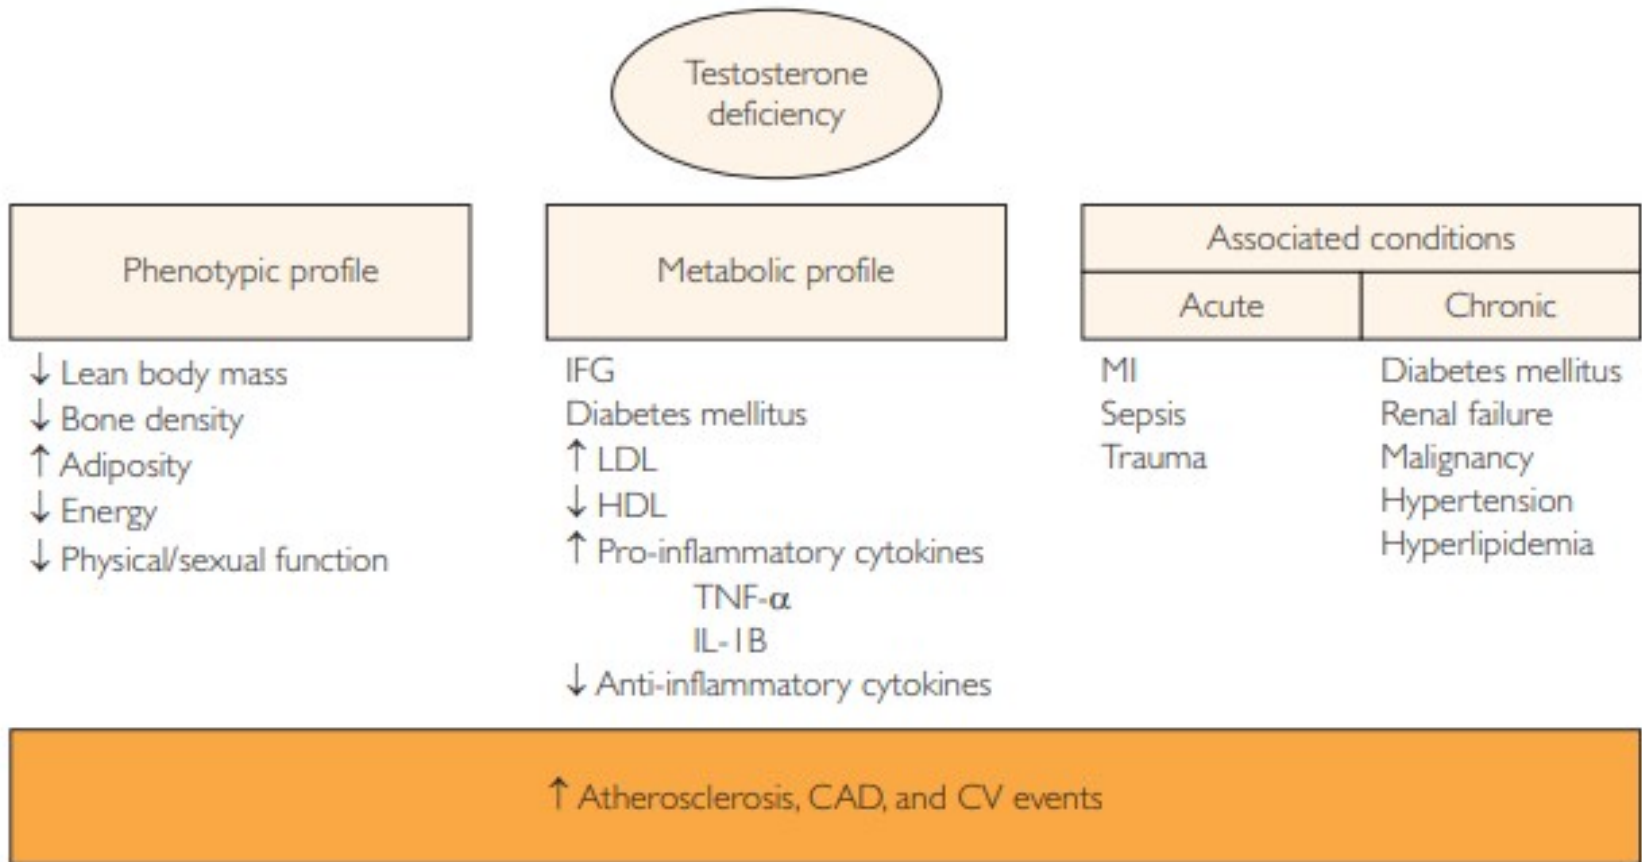 Testosterone
deficiency
Phenotypic profile
↓ Lean body mass
↓ Bone density
↑ Adiposity
↓ Energy
↓ Physical/sexual function
Metabolic profile
IFG
Diabetes mellitus
↑ LDL
↓ HDL
↑ Pro-inflammatory cytokines
TNF-α
IL-1B
↓ Anti-inflammatory cytokines
Associated conditions
Acute
MI
Sepsis
Trauma
Chronic
Diabetes mellitus
Renal failure
Malignancy
Hypertension
Hyperlipidemia
↑ Atherosclerosis, CAD, and CV events